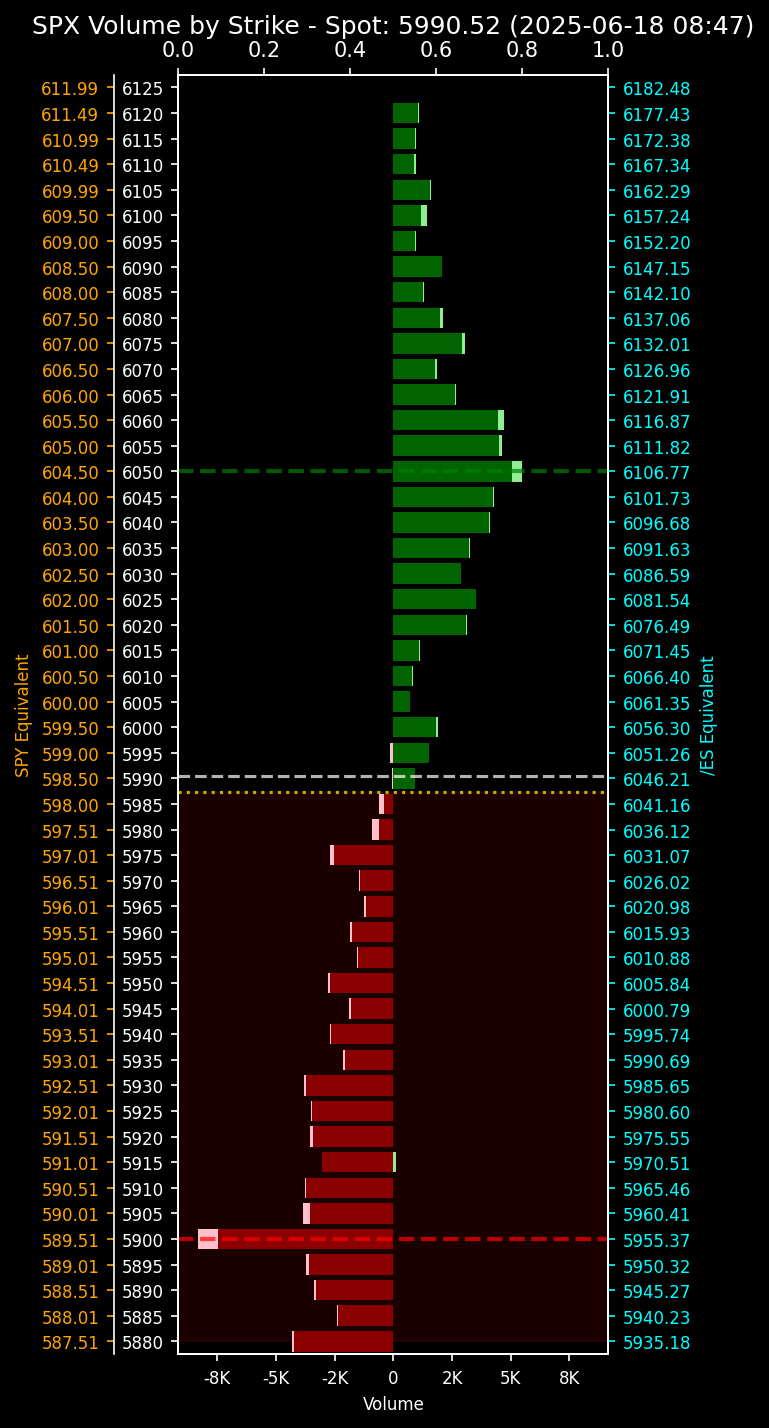 SPX Volume by Strike - Spot: 5990.52 (2025-06-18 08:47)
0.0 0.2 0.4 0.6 0.8 1.0
611.99 6125 6182.48
611.49 6120 6177.43
610.99 6115 6172.38
610.49 6110 6167.34
609.99 6105 6162.29
609.50 6100 6157.24
609.00 6095 6152.20
608.50 6090 6147.15
608.00 6085 6142.10
607.50 6080 6137.06
607.00 6075 6132.01
606.50 6070 6126.96
606.00 6065 6121.91
605.50 6060 6116.87
605.00 6055 6111.82
604.50 6050 6106.77
604.00 6045 6101.73
603.50 6040 6096.68
603.00 6035 6091.63
602.50 6030 6086.59
602.00 6025 6081.54
601.50 6020 6076.49
601.00 6015 6071.45
600.50 6010 6066.40
600.00 6005 6061.35
599.50 6000 6056.30
599.00 5995 6051.26
598.50 5990 6046.21
598.00 5985 6041.16
597.51 5980 6036.12
597.01 5975 6031.07
596.51 5970 6026.02
596.01 5965 6020.98
595.51 5960 6015.93
595.01 5955 6010.88
594.51 5950 6005.84
594.01 5945 6000.79
593.51 5940 5995.74
593.01 5935 5990.69
592.51 5930 5985.65
592.01 5925 5980.60
591.51 5920 5975.55
591.01 5915 5970.51
590.51 5910 5965.46
590.01 5905 5960.41
589.51 5900 5955.37
589.01 5895 5950.32
588.51 5890 5945.27
588.01 5885 5940.23
587.51 5880 5935.18
SPY Equivalent
/ES Equivalent
-8K -5K -2K 0 2K 5K 8K
Volume